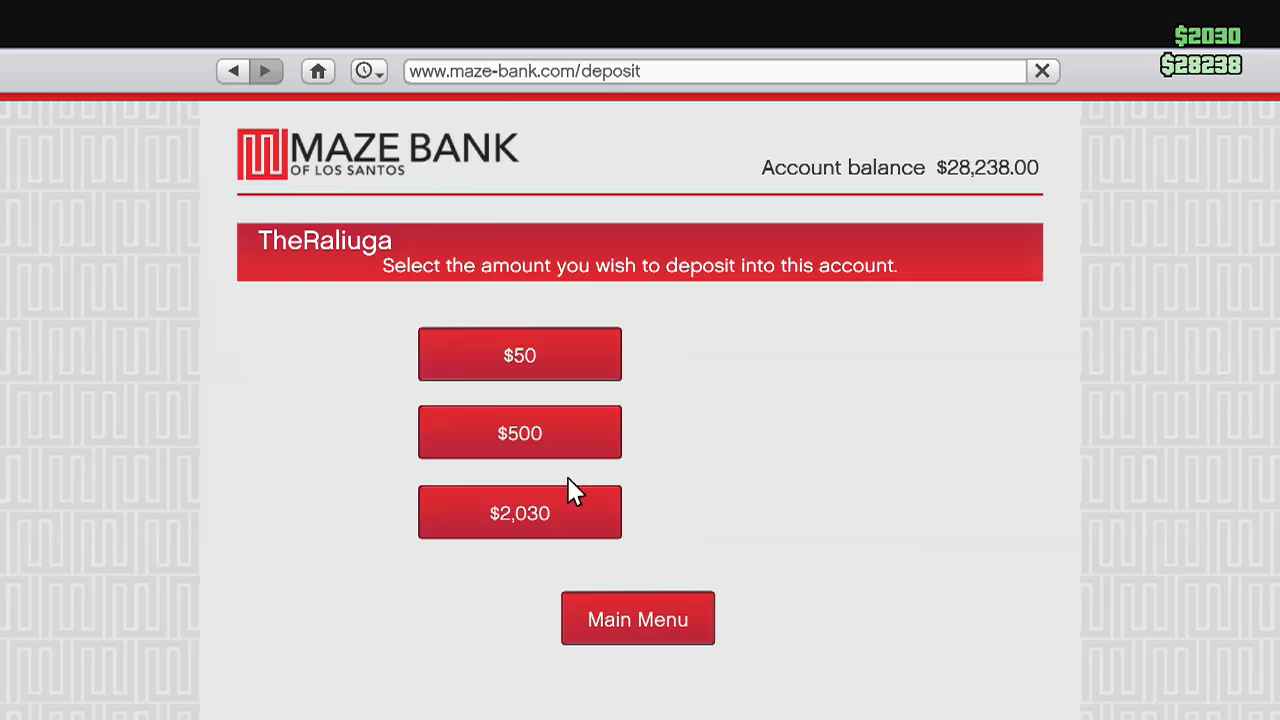 $2030
www.maze-bank.com/deposit
$28238
MAZE BANK
OF LOS SANTOS
Account balance $28,238.00
TheRaliuga
Select the amount you wish to deposit into this account.
$50
$500
$2,030
Main Menu